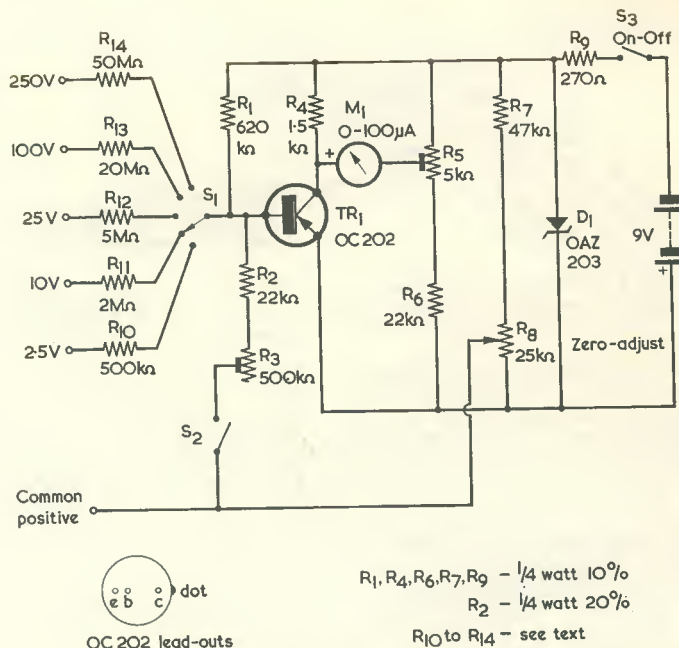 S3
On-Off
R14
50MΩ
250V
R9
270Ω
R13
20MΩ
100V
R1
620
kΩ
R4
1·5
kΩ
M1
0-100μA
+
R7
47kΩ
R5
5kΩ
S1
R12
5MΩ
25V
TR1
OC202
D1
OAZ
203
9V
+
R11
2MΩ
10V
R2
22kΩ
R6
22kΩ
R10
500kΩ
2·5V
R3
500kΩ
R8
25kΩ
Zero-adjust
S2
Common
positive
e b c
dot
OC202 lead-outs
R1, R4, R6, R7, R9 - 1/4 watt 10%
R2 - 1/4 watt 20%
R10 to R14 - see text